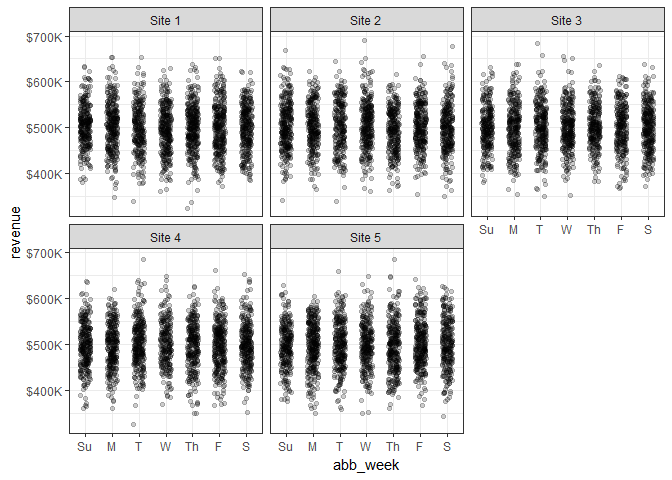 Site 1 Site 2 Site 3
$700K
$600K
$500K
$400K
Su M T W Th F S
Site 4 Site 5
$700K
$600K
$500K
$400K
Su M T W Th F S Su M T W Th F S
abb_week
revenue